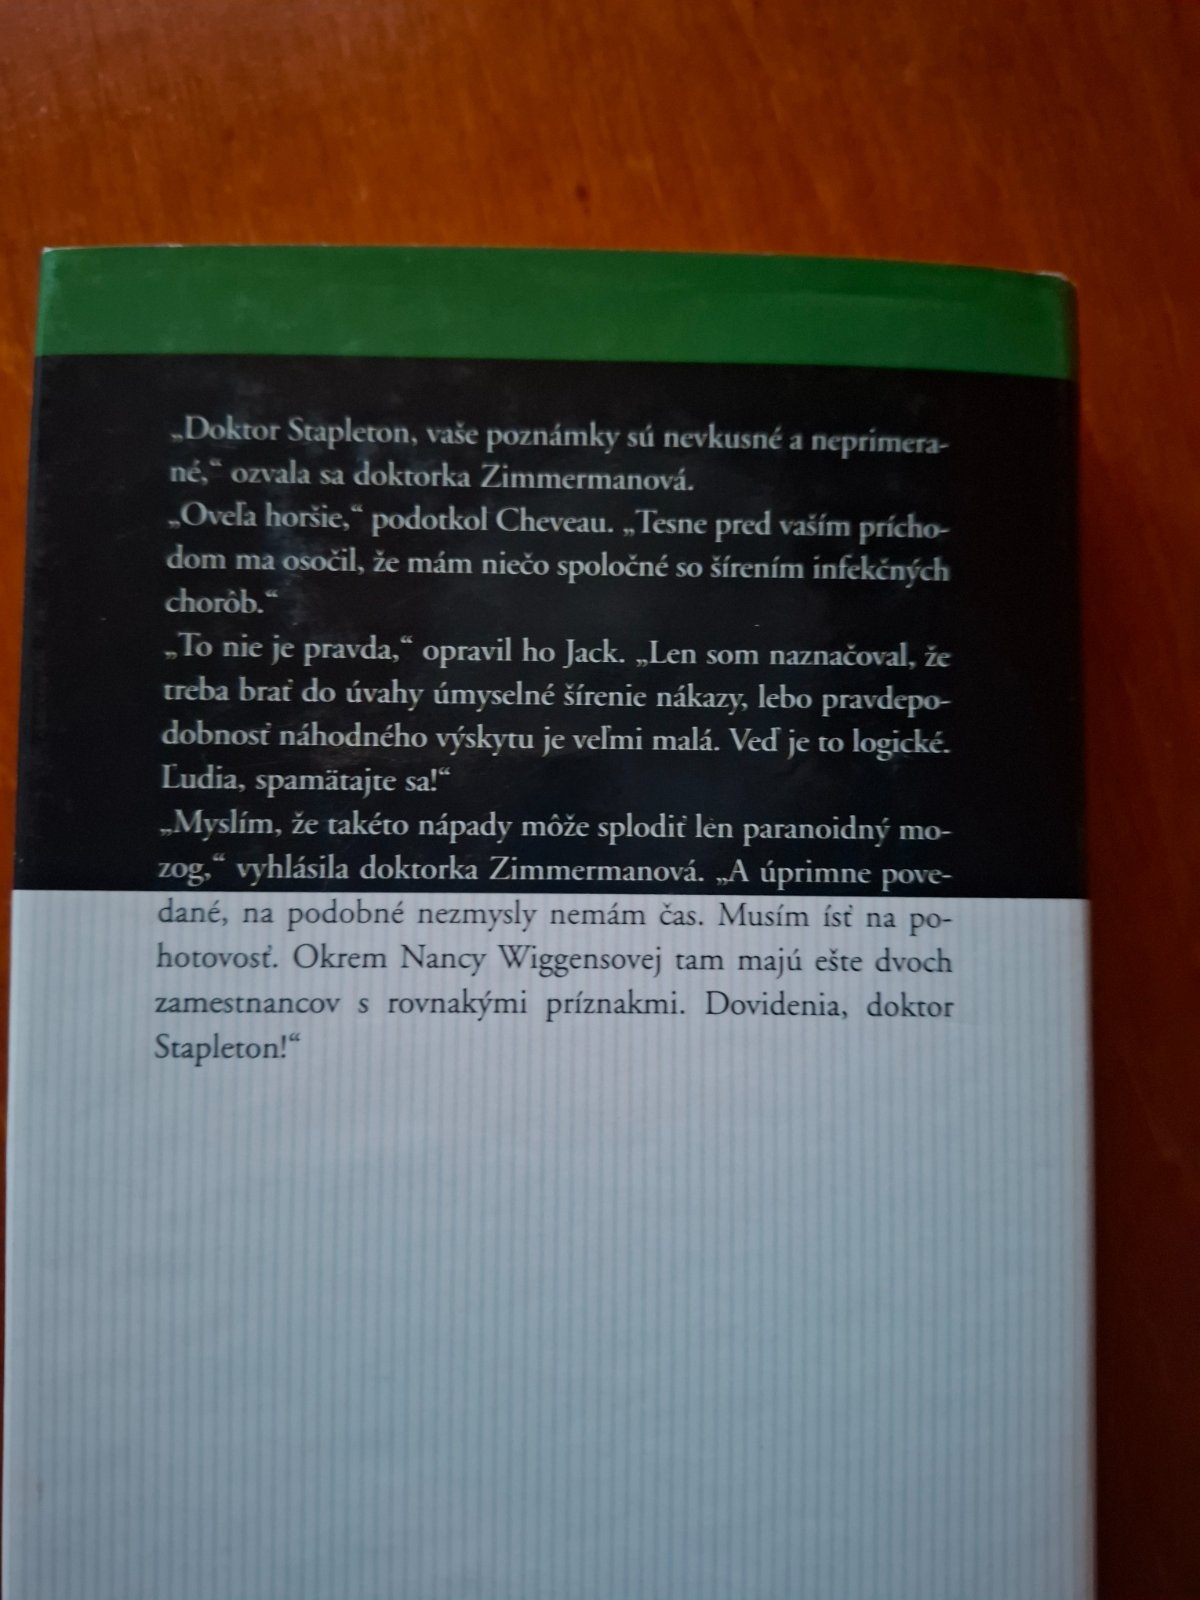 „Doktor Stapleton, vaše poznámky sú nevkusné a neprimera-
né,“ ozvala sa doktorka Zimmermanová.
„Oveľa horšie,“ podotkol Cheveau. „Tesne pred vaším prícho-
dom ma osočil, že mám niečo spoločné so šírením infekčných
chorôb.“
„To nie je pravda,“ opravil ho Jack. „Len som naznačoval, že
treba brať do úvahy úmyselné šírenie nákazy, lebo pravdepo-
dobnosť náhodného výskytu je veľmi malá. Veď je to logické.
Ľudia, spamätajte sa!“
„Myslím, že takéto nápady môže splodiť len paranoidný mo-
zog,“ vyhlásila doktorka Zimmermanová. „A úprimne pove-
dané, na podobné nezmysly nemám čas. Musím ísť na po-
hotovosť. Okrem Nancy Wiggensovej tam majú ešte dvoch
zamestnancov s rovnakými príznakmi. Dovidenia, doktor
Stapleton!“